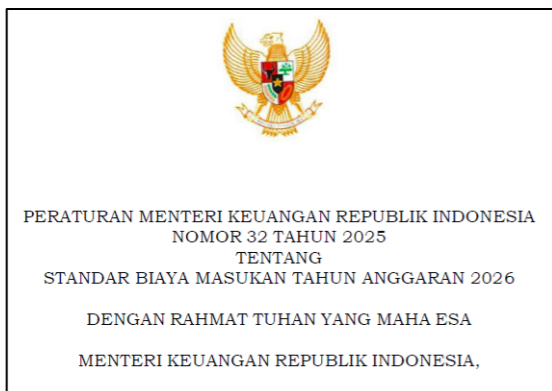 PERATURAN MENTERI KEUANGAN REPUBLIK INDONESIA
NOMOR 32 TAHUN 2025
TENTANG
STANDAR BIAYA MASUKAN TAHUN ANGGARAN 2026
DENGAN RAHMAT TUHAN YANG MAHA ESA
MENTERI KEUANGAN REPUBLIK INDONESIA,